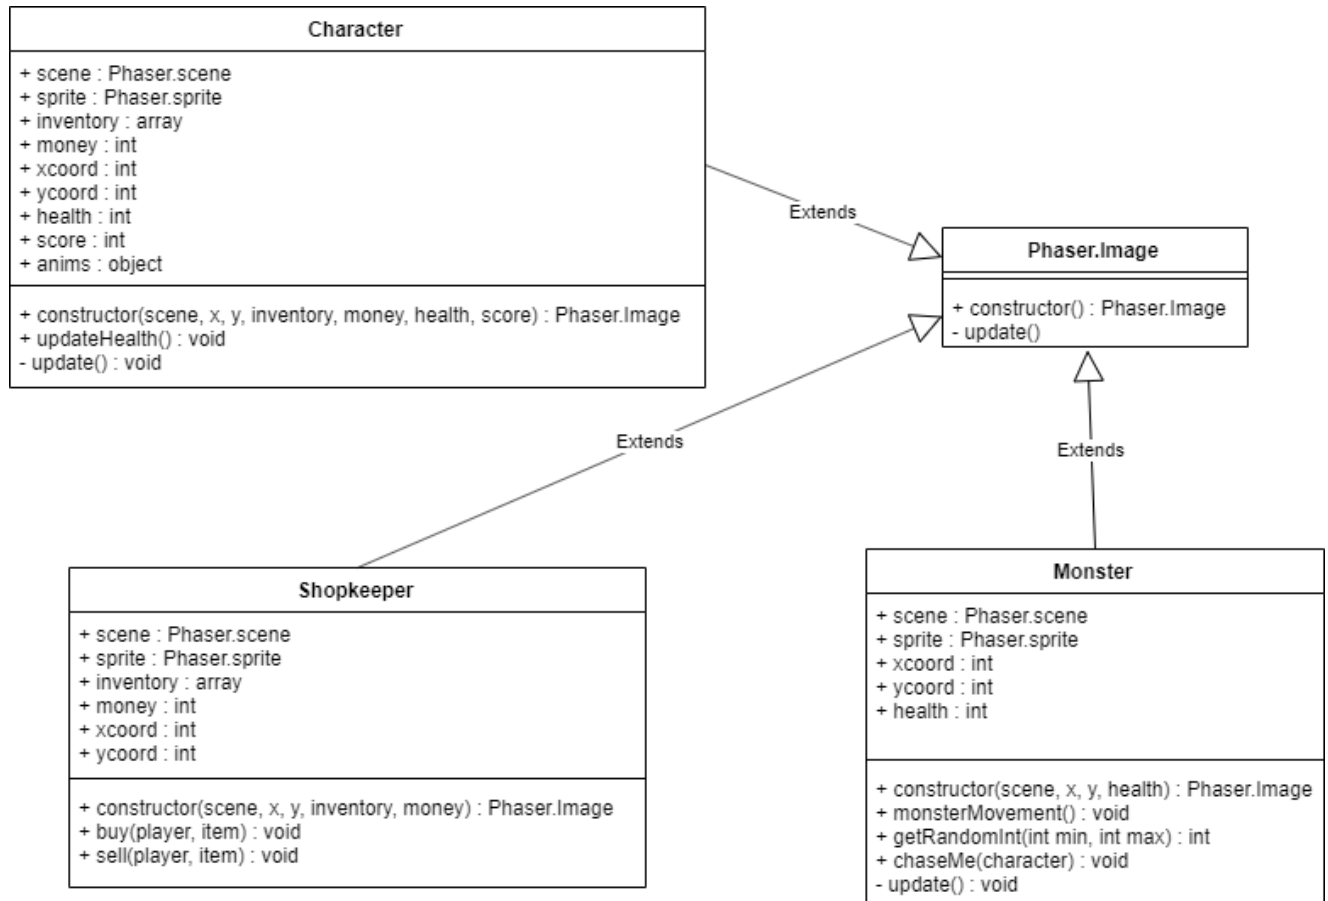 Character
+ scene : Phaser.scene
+ sprite : Phaser.sprite
+ inventory : array
+ money : int
+ xcoord : int
+ ycoord : int
+ health : int
+ score : int
+ anims : object
+ constructor(scene, x, y, inventory, money, health, score) : Phaser.Image
+ updateHealth() : void
- update() : void
Extends
Phaser.Image
+ constructor() : Phaser.Image
- update()
Extends
Extends
Shopkeeper
+ scene : Phaser.scene
+ sprite : Phaser.sprite
+ inventory : array
+ money : int
+ xcoord : int
+ ycoord : int
+ constructor(scene, x, y, inventory, money) : Phaser.Image
+ buy(player, item) : void
+ sell(player, item) : void
Monster
+ scene : Phaser.scene
+ sprite : Phaser.sprite
+ xcoord : int
+ ycoord : int
+ health : int
+ constructor(scene, x, y, health) : Phaser.Image
+ monsterMovement() : void
+ getRandomInt(int min, int max) : int
+ chaseMe(character) : void
- update() : void